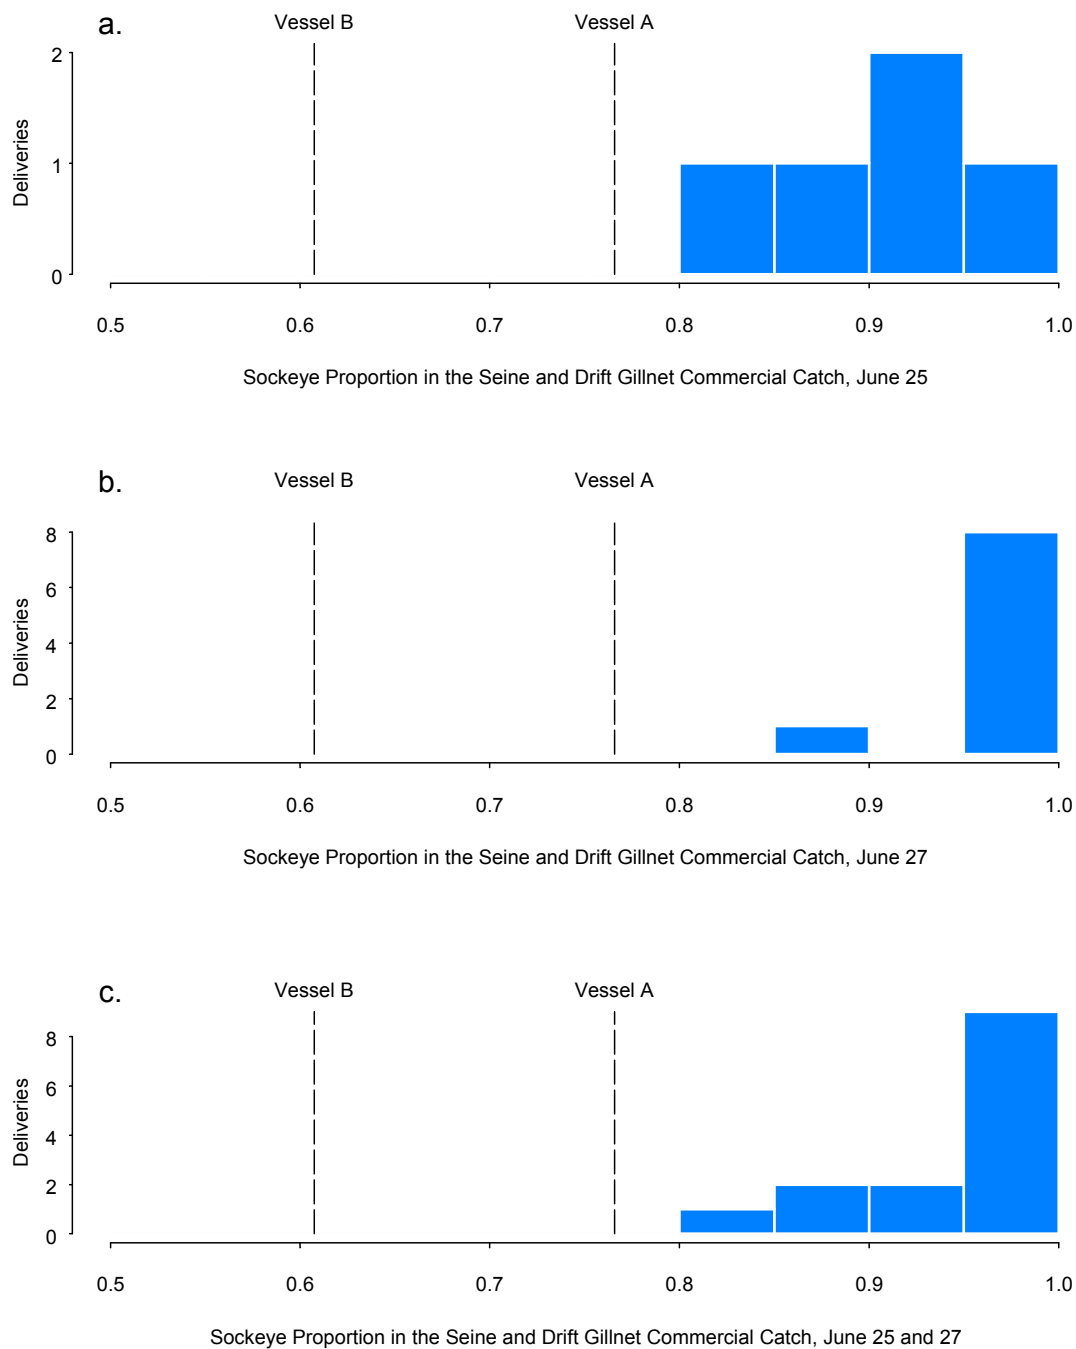 a.
Vessel B
Vessel A
2
1
0
Deliveries
0.5
0.6
0.7
0.8
0.9
1.0
Sockeye Proportion in the Seine and Drift Gillnet Commercial Catch, June 25
b.
Vessel B
Vessel A
8
6
4
2
0
Deliveries
0.5
0.6
0.7
0.8
0.9
1.0
Sockeye Proportion in the Seine and Drift Gillnet Commercial Catch, June 27
c.
Vessel B
Vessel A
8
6
4
2
0
Deliveries
0.5
0.6
0.7
0.8
0.9
1.0
Sockeye Proportion in the Seine and Drift Gillnet Commercial Catch, June 25 and 27